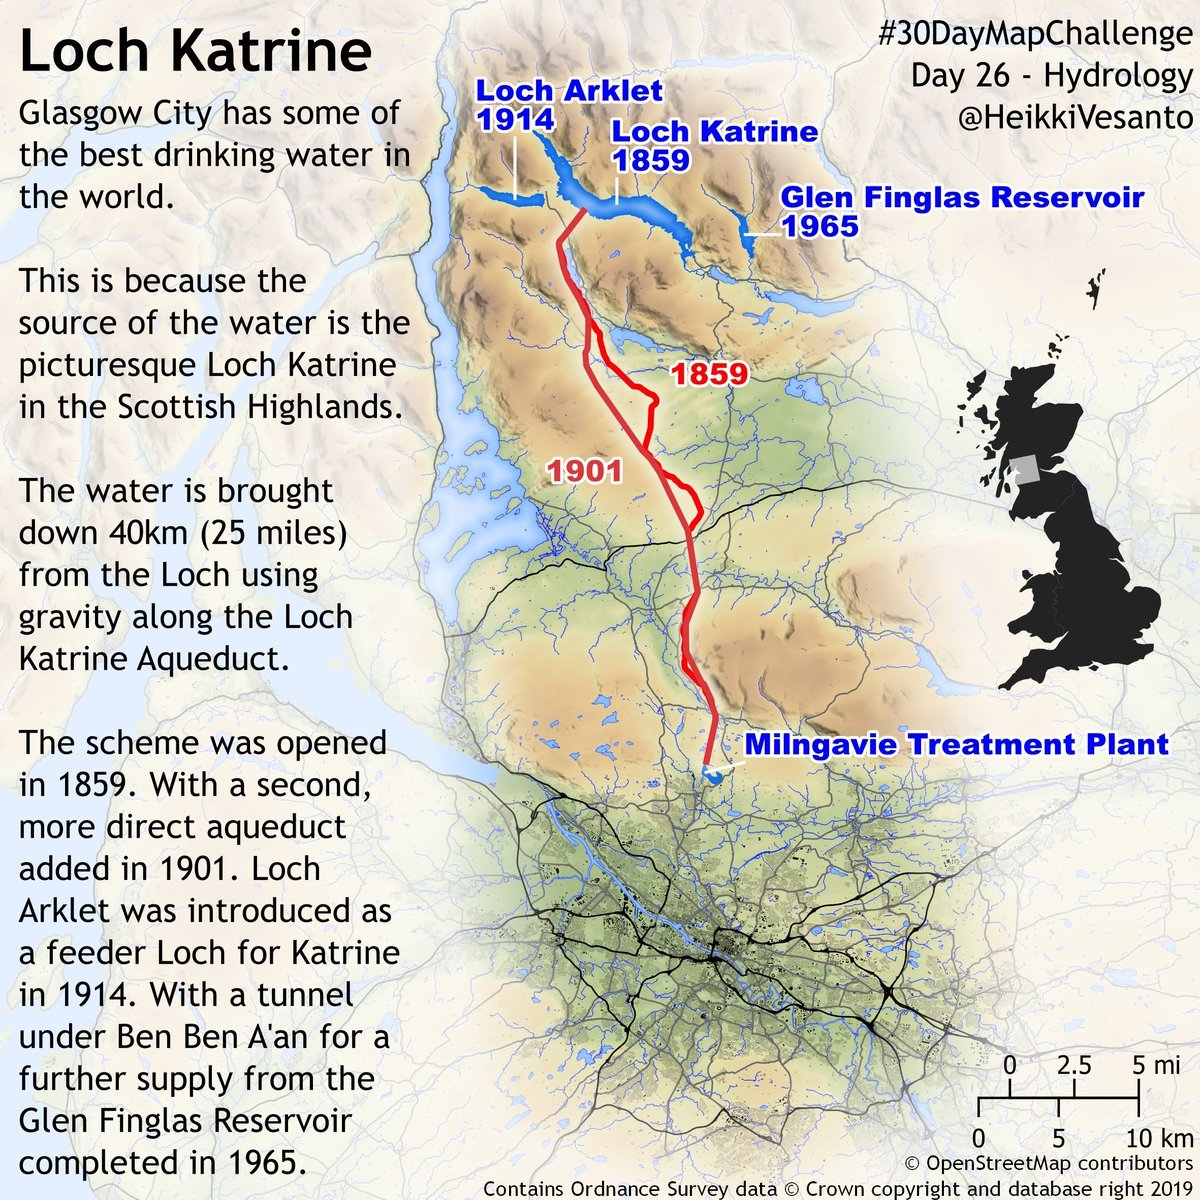 Loch Katrine
Glasgow City has some of
the best drinking water in
the world.
This is because the
source of the water is the
picturesque Loch Katrine
in the Scottish Highlands.
The water is brought
down 40km (25 miles)
from the Loch using
gravity along the Loch
Katrine Aqueduct.
The scheme was opened
in 1859. With a second,
more direct aqueduct
added in 1901. Loch
Arklet was introduced as
a feeder Loch for Katrine
in 1914. With a tunnel
under Ben Ben A'an for a
further supply from the
Glen Finglas Reservoir
completed in 1965.
#30DayMapChallenge
Day 26 - Hydrology
@HeikkiVesanto
Loch Arklet
1914
Loch Katrine
1859
Glen Finglas Reservoir
1965
1859
1901
Milngavie Treatment Plant
0 2.5 5 mi
0 5 10 km
© OpenStreetMap contributors
Contains Ordnance Survey data © Crown copyright and database right 2019